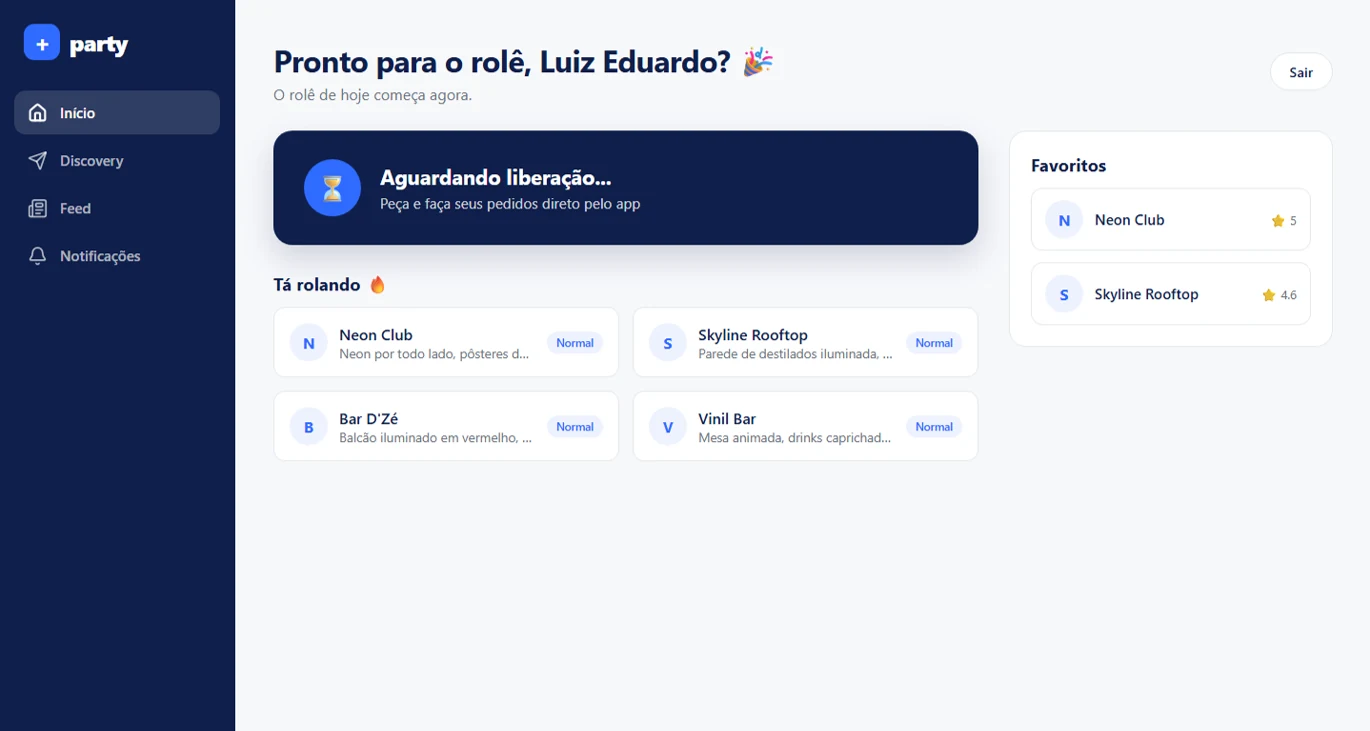 + party
Início
Discovery
Feed
Notificações
Pronto para o rolê, Luiz Eduardo? 🎉
O rolê de hoje começa agora.
Sair
Aguardando liberação...
Peça e faça seus pedidos direto pelo app
Tá rolando 🔥
N
Neon Club
Neon por todo lado, pôsteres d...
Normal
S
Skyline Rooftop
Parede de destilados iluminada, ...
Normal
B
Bar D'Zé
Balcão iluminado em vermelho, ...
Normal
V
Vinil Bar
Mesa animada, drinks caprichad...
Normal
Favoritos
N Neon Club ⭐ 5
S Skyline Rooftop ⭐ 4.6